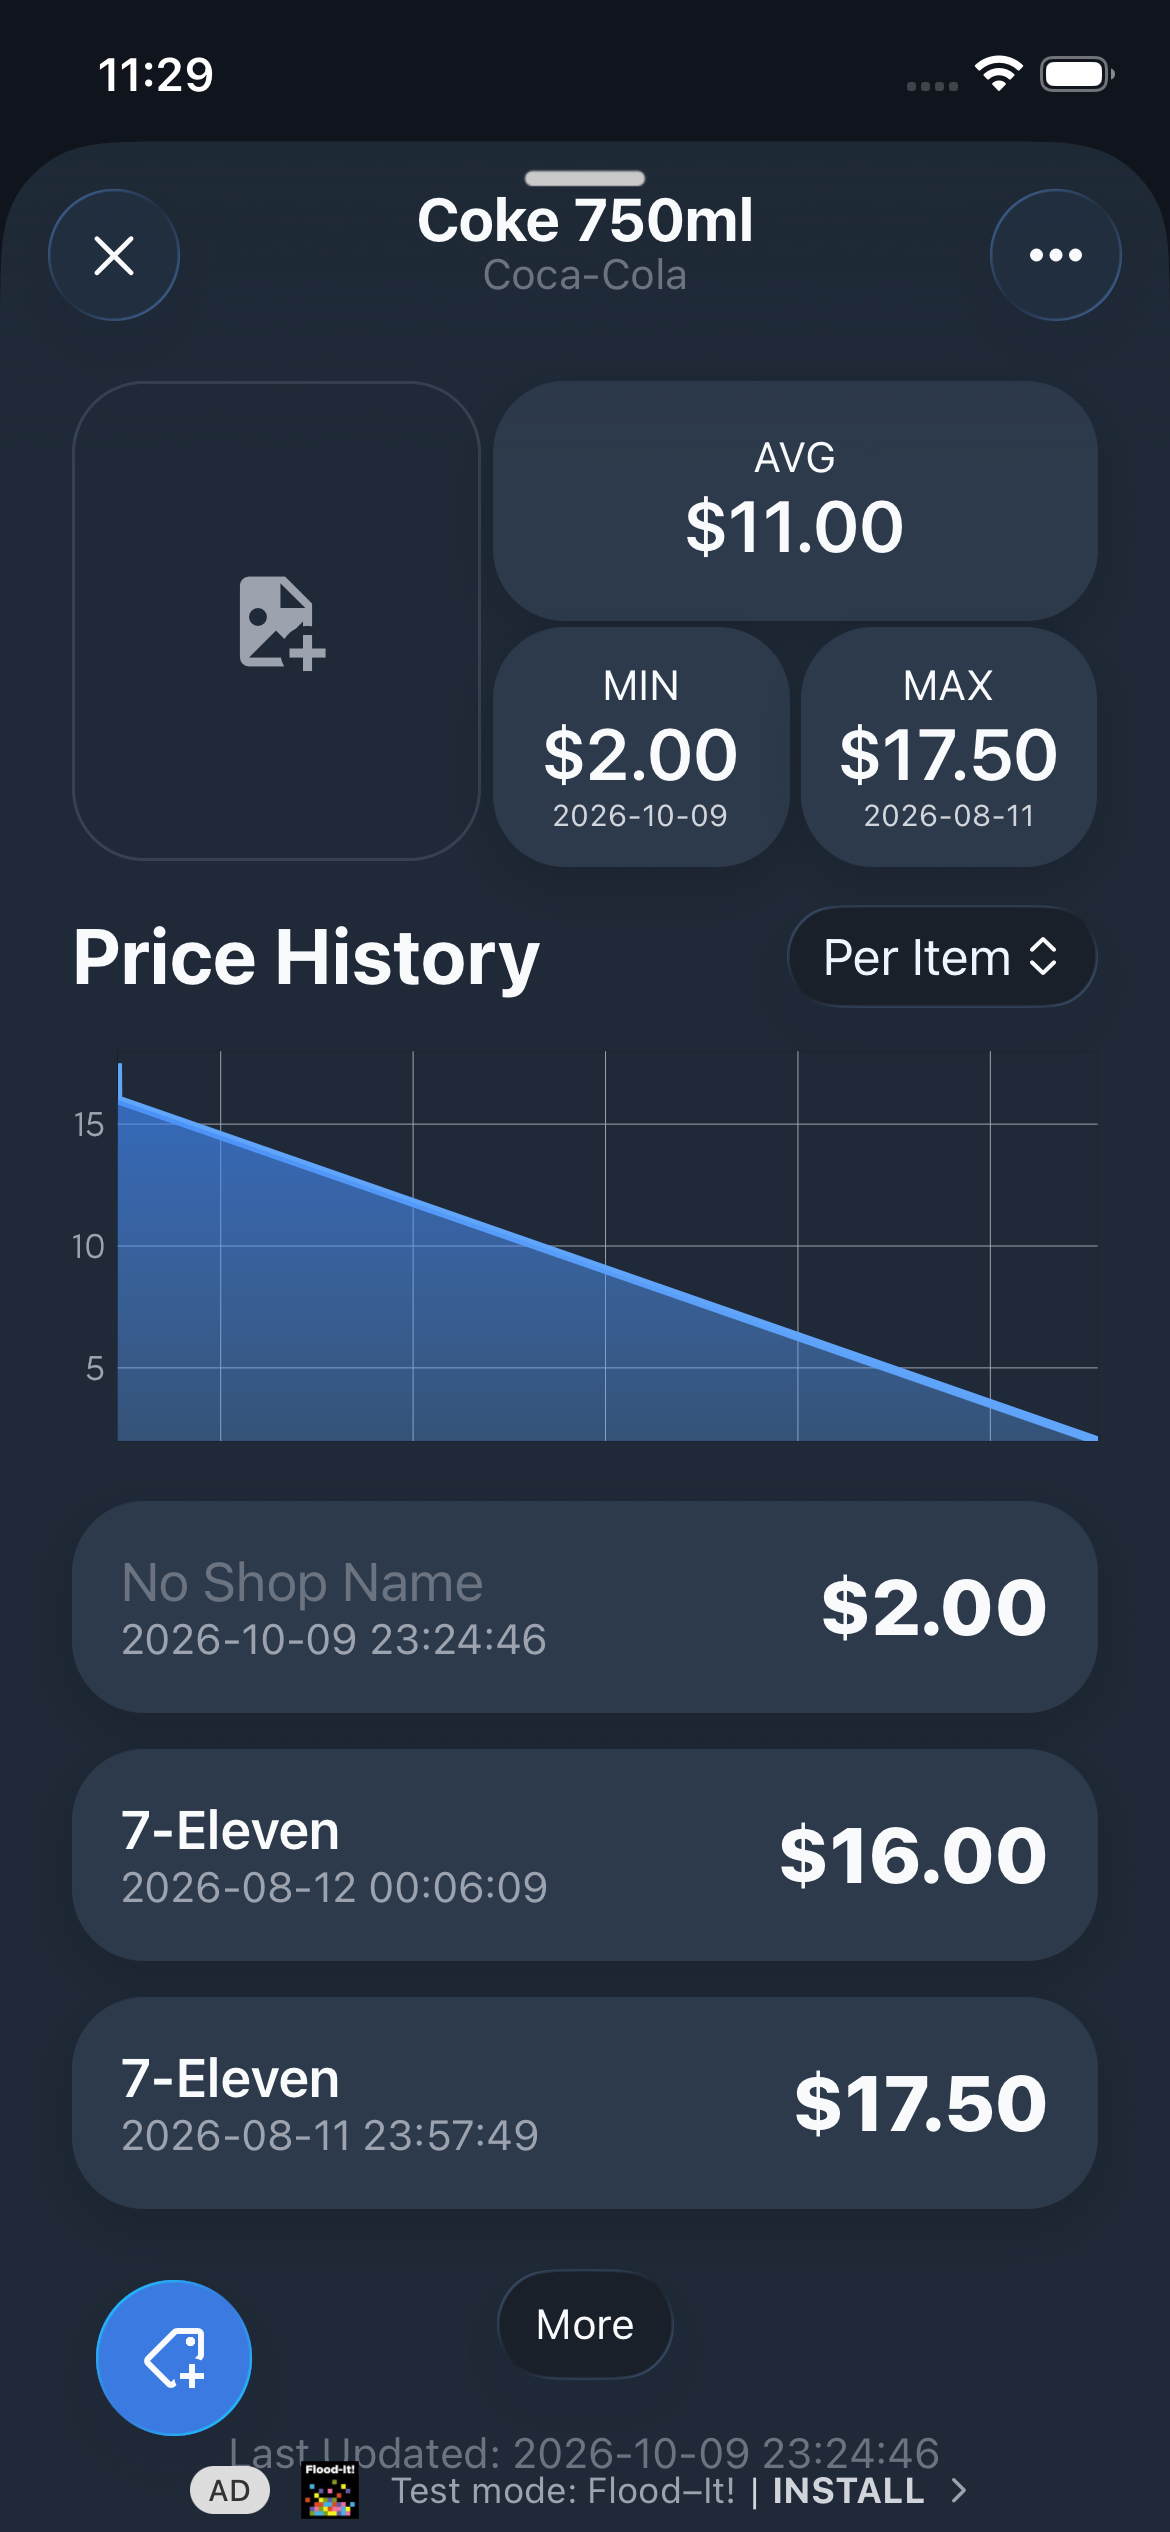 11:29
Coke 750ml
Coca-Cola
AVG
$11.00
MIN
$2.00
2026-10-09
MAX
$17.50
2026-08-11
Price History
Per Item
15
10
5
No Shop Name
2026-10-09 23:24:46
$2.00
7-Eleven
2026-08-12 00:06:09
$16.00
7-Eleven
2026-08-11 23:57:49
$17.50
More
Last Updated: 2026-10-09 23:24:46
AD
Flood-It!
Test mode: Flood-It! | INSTALL